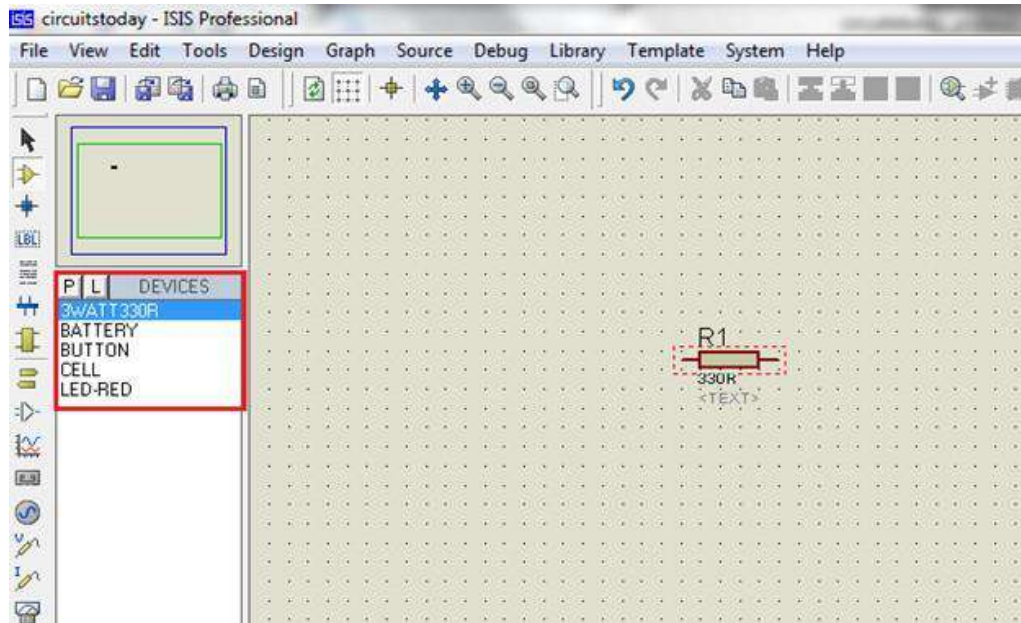 ISIS circuitstoday - ISIS Professional
File View Edit Tools Design Graph Source Debug Library Template System Help
LBL
P L DEVICES
3WATT330R
BATTERY
BUTTON
CELL
LED-RED
R1
330R
<TEXT>
V
I